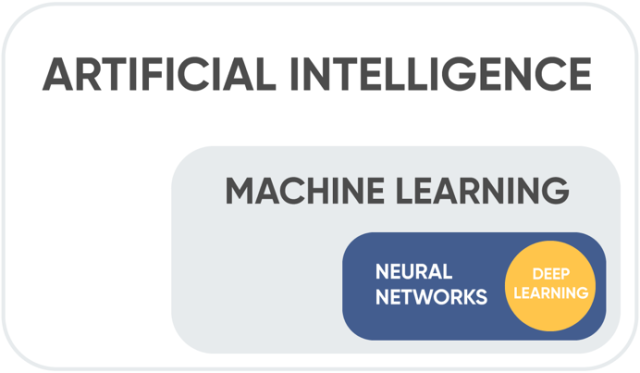 ARTIFICIAL INTELLIGENCE
MACHINE LEARNING
NEURAL
NETWORKS
DEEP
LEARNING